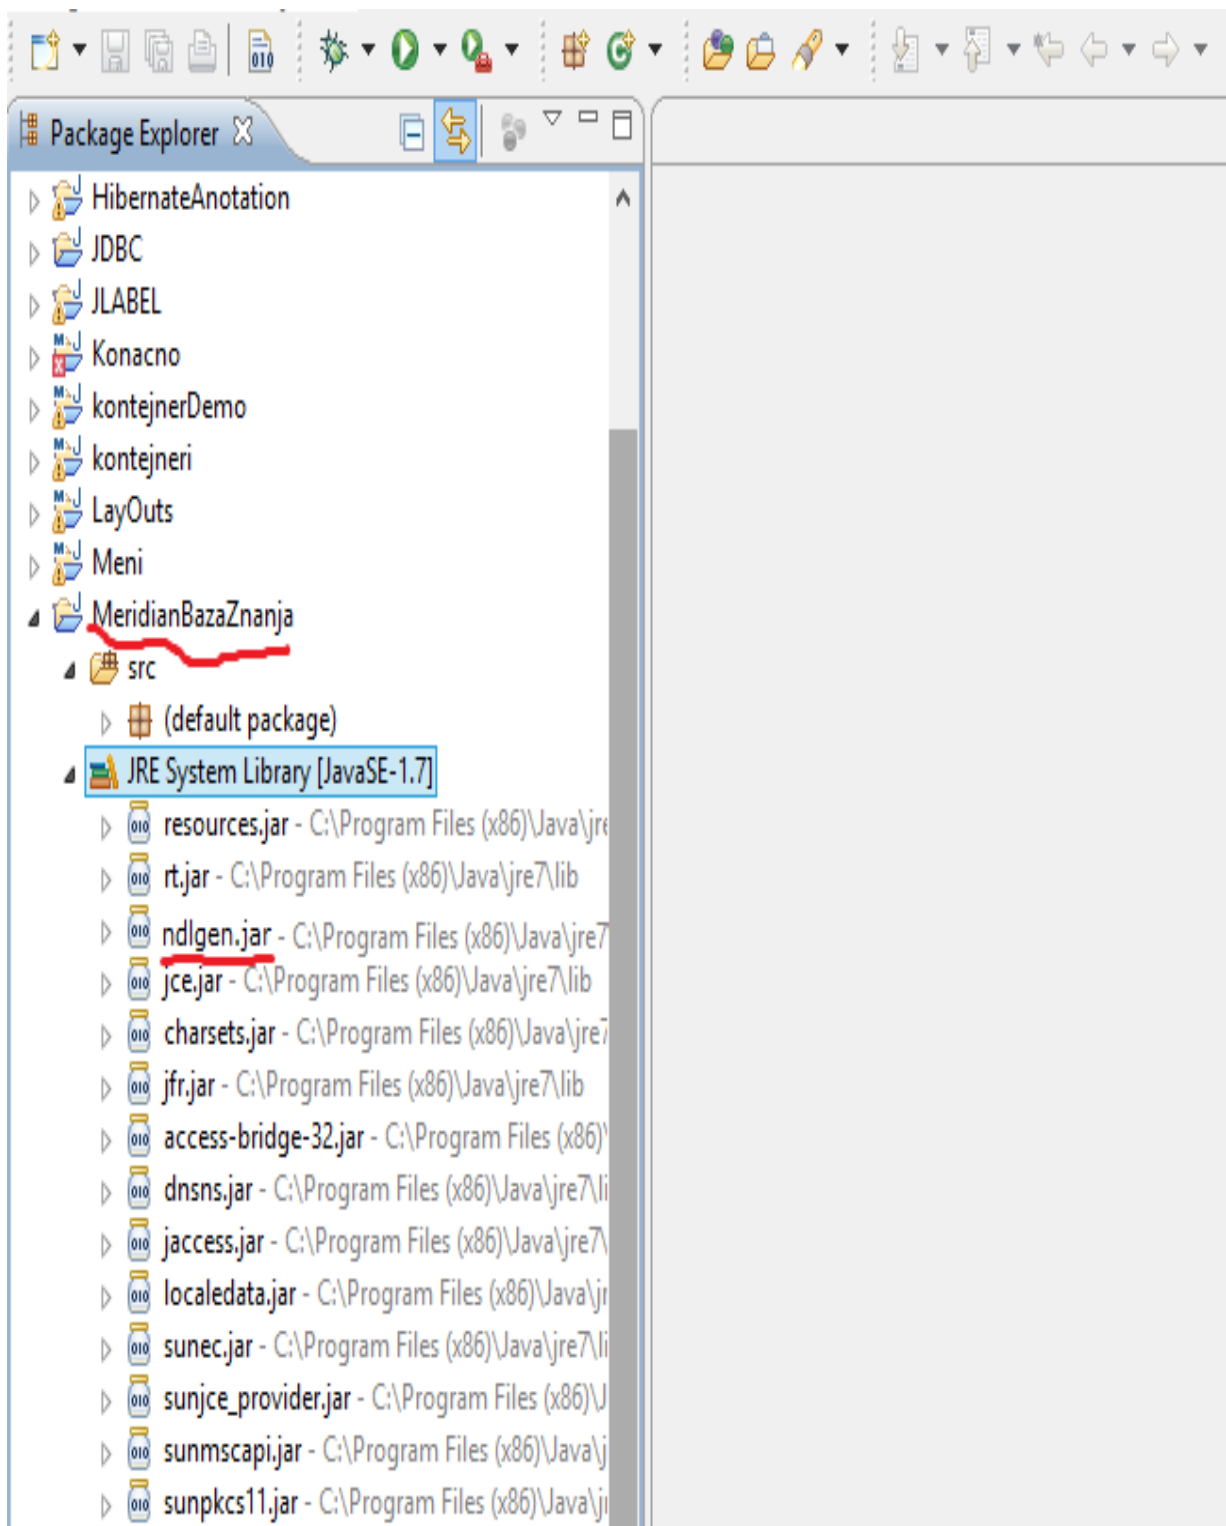 Package Explorer
HibernateAnotation
JDBC
JLABEL
Konacno
kontejnerDemo
kontejneri
LayOuts
Meni
MeridianBazaZnanja
src
(default package)
JRE System Library [JavaSE-1.7]
resources.jar - C:\Program Files (x86)\Java\jre
rt.jar - C:\Program Files (x86)\Java\jre7\lib
ndlgen.jar - C:\Program Files (x86)\Java\jre7
jce.jar - C:\Program Files (x86)\Java\jre7\lib
charsets.jar - C:\Program Files (x86)\Java\jre7
jfr.jar - C:\Program Files (x86)\Java\jre7\lib
access-bridge-32.jar - C:\Program Files (x86)\
dnsns.jar - C:\Program Files (x86)\Java\jre7\li
jaccess.jar - C:\Program Files (x86)\Java\jre7\
localedata.jar - C:\Program Files (x86)\Java\jr
sunec.jar - C:\Program Files (x86)\Java\jre7\li
sunjce_provider.jar - C:\Program Files (x86)\J
sunmscapi.jar - C:\Program Files (x86)\Java\j
sunpkcs11.jar - C:\Program Files (x86)\Java\jr